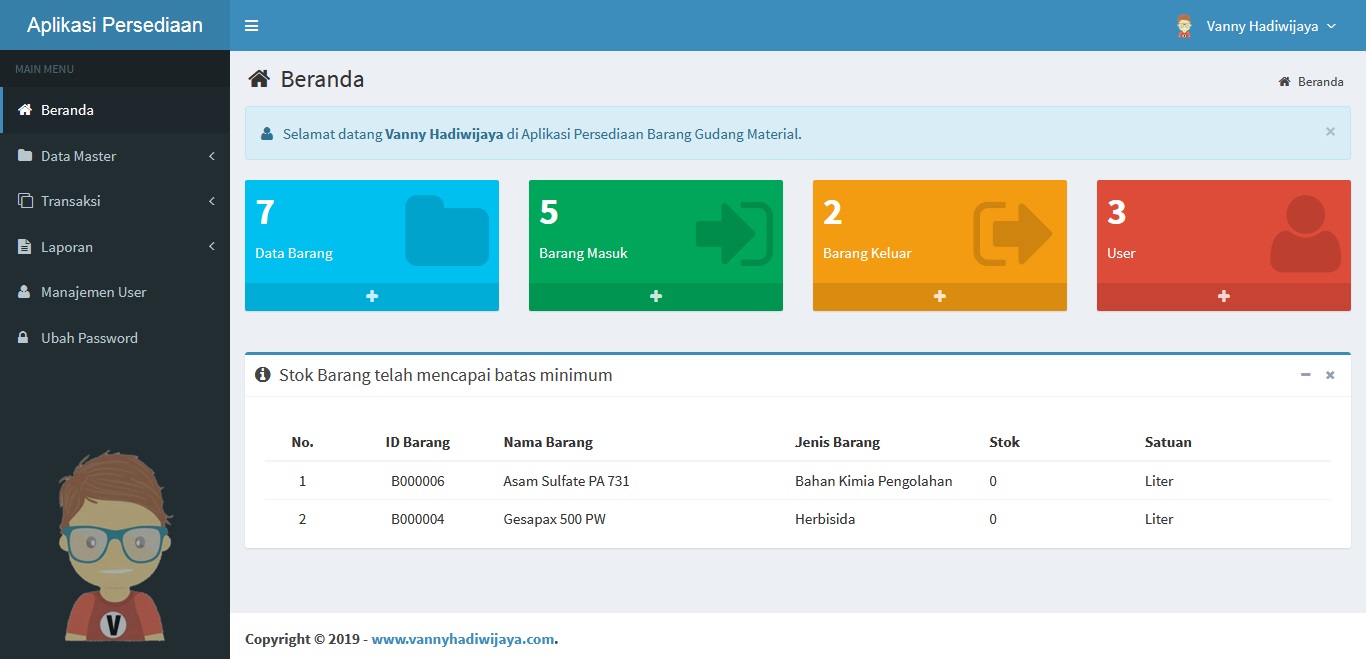 Aplikasi Persediaan
Vanny Hadiwijaya
MAIN MENU
Beranda
Data Master
Transaksi
Laporan
Manajemen User
Ubah Password
V
Beranda
Beranda
Selamat datang Vanny Hadiwijaya di Aplikasi Persediaan Barang Gudang Material.
7
Data Barang
5
Barang Masuk
2
Barang Keluar
3
User
Stok Barang telah mencapai batas minimum
No. ID Barang Nama Barang Jenis Barang Stok Satuan
1 B000006 Asam Sulfate PA 731 Bahan Kimia Pengolahan 0 Liter
2 B000004 Gesapax 500 PW Herbisida 0 Liter
Copyright © 2019 - www.vannyhadiwijaya.com.